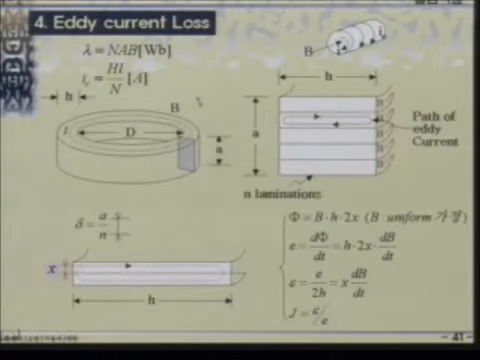 4. Eddy current Loss
λ = NAB[Wb]
i_e = Hl/N [A]
h
B
l
D
a
B
i
h
a
Path of
eddy
Current
n laminations
δ = a/n
x
h
Φ = B · h · 2x (B : uniform 가정)
e = dΦ/dt = h · 2x · dB/dt
ε = e/2h = x dB/dt
J = ε/e
- 41 -